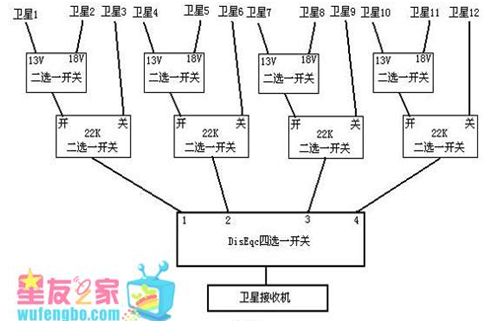 卫星1 卫星2 卫星3 卫星4 卫星5 卫星6 卫星7 卫星8 卫星9 卫星10 卫星11 卫星12
13V 18V 13V 18V 13V 18V 13V 18V
二选一开关 二选一开关 二选一开关 二选一开关
开 关 开 关 开 关 开 关
22K 22K 22K 22K
二选一开关 二选一开关 二选一开关 二选一开关
1 2 3 4
DisEqc四选一开关
卫星接收机
星友之家
wufengbo.com